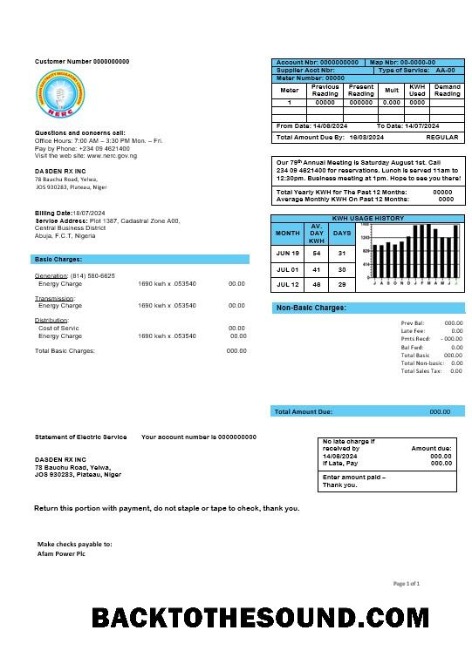 Customer Number 0000000000
NERC
Questions and concerns call:
Office Hours: 7:00 AM – 3:30 PM Mon. – Fri.
Pay by Phone: +234 09 4621400
Visit the web site: www.nerc.gov.ng
DASDEN RX INC
78 Bauchu Road, Yelwa,
JOS 930283, Plateau, Niger
Billing Date:18/07/2024
Service Address: Plot 1387, Cadastral Zone A00,
Central Business District
Abuja, F.C.T. Nigeria
Basic Charges:
Generation: (814) 580-6625
Energy Charge 1690 kwh x .053540 00.00
Transmission:
Energy Charge 1690 kwh x .053540 00.00
Distribution:
Cost of Servic 00.00
Energy Charge 1690 kwh x .053540 00.00
Total Basic Charges: 000.00
Account Nbr: 0000000000 Map Nbr: 00-0000-00
Supplier Acct Nbr: Type of Service: AA-00
Meter Number: 00000
Meter Previous Reading Present Reading Mult KWH Used Demand Reading
1 00000 000000 0.000 0000
From Date: 14/06/2024 To Date: 14/07/2024
Total Amount Due By: 16/08/2024 REGULAR
Our 75th Annual Meeting is Saturday August 1st. Call
234 09 4621400 for reservations. Lunch is served 11am to
12:30pm. Business meeting at 1pm. Hope to see you there!
Total Yearly KWH for The Past 12 Months: 00000
Average Monthly KWH On Past 12 Months: 0000
KWH USAGE HISTORY
MONTH AV. DAY KWH DAYS
JUN 19 54 31
JUL 01 41 30
JUL 12 46 29
J A S O N D J F M A M J J
Non-Basic Charges:
Prev Bal: 000.00
Late Fee: 0.00
Pmts Recd: - 000.00
Bal Fwd: 0.00
Total Basic 000.00
Total Non-basic: 0.00
Total Sales Tax: 0.00
Total Amount Due: 000.00
Statement of Electric Service Your account number is 0000000000
DASDEN RX INC
78 Bauchu Road, Yelwa,
JOS 930283, Plateau, Niger
No late charge if
received by Amount due:
14/08/2024 000.00
If Late, Pay 000.00
Enter amount paid –
Thank you.
Return this portion with payment, do not staple or tape to check, thank you.
Make checks payable to:
Afam Power Plc
Page 1 of 1
BACKTOTHESOUND.COM